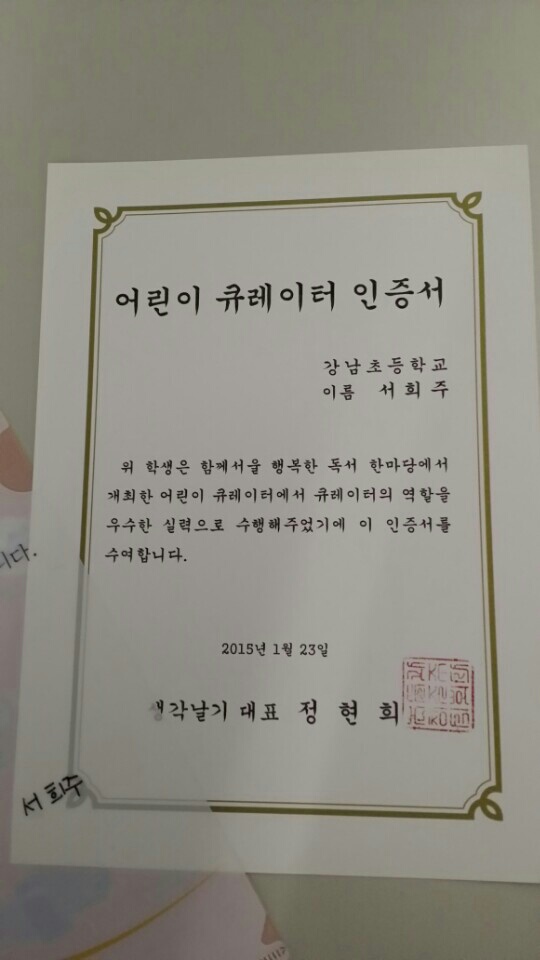 어린이 큐레이터 인증서
강남초등학교
이름 서희주
위 학생은 함께서울 행복한 독서 한마당에서
개최한 어린이 큐레이터에서 큐레이터의 역할을
우수한 실력으로 수행해주었기에 이 인증서를
수여합니다.
니다.
2015년 1월 23일
생각날기 대표 정 현 희
서희주